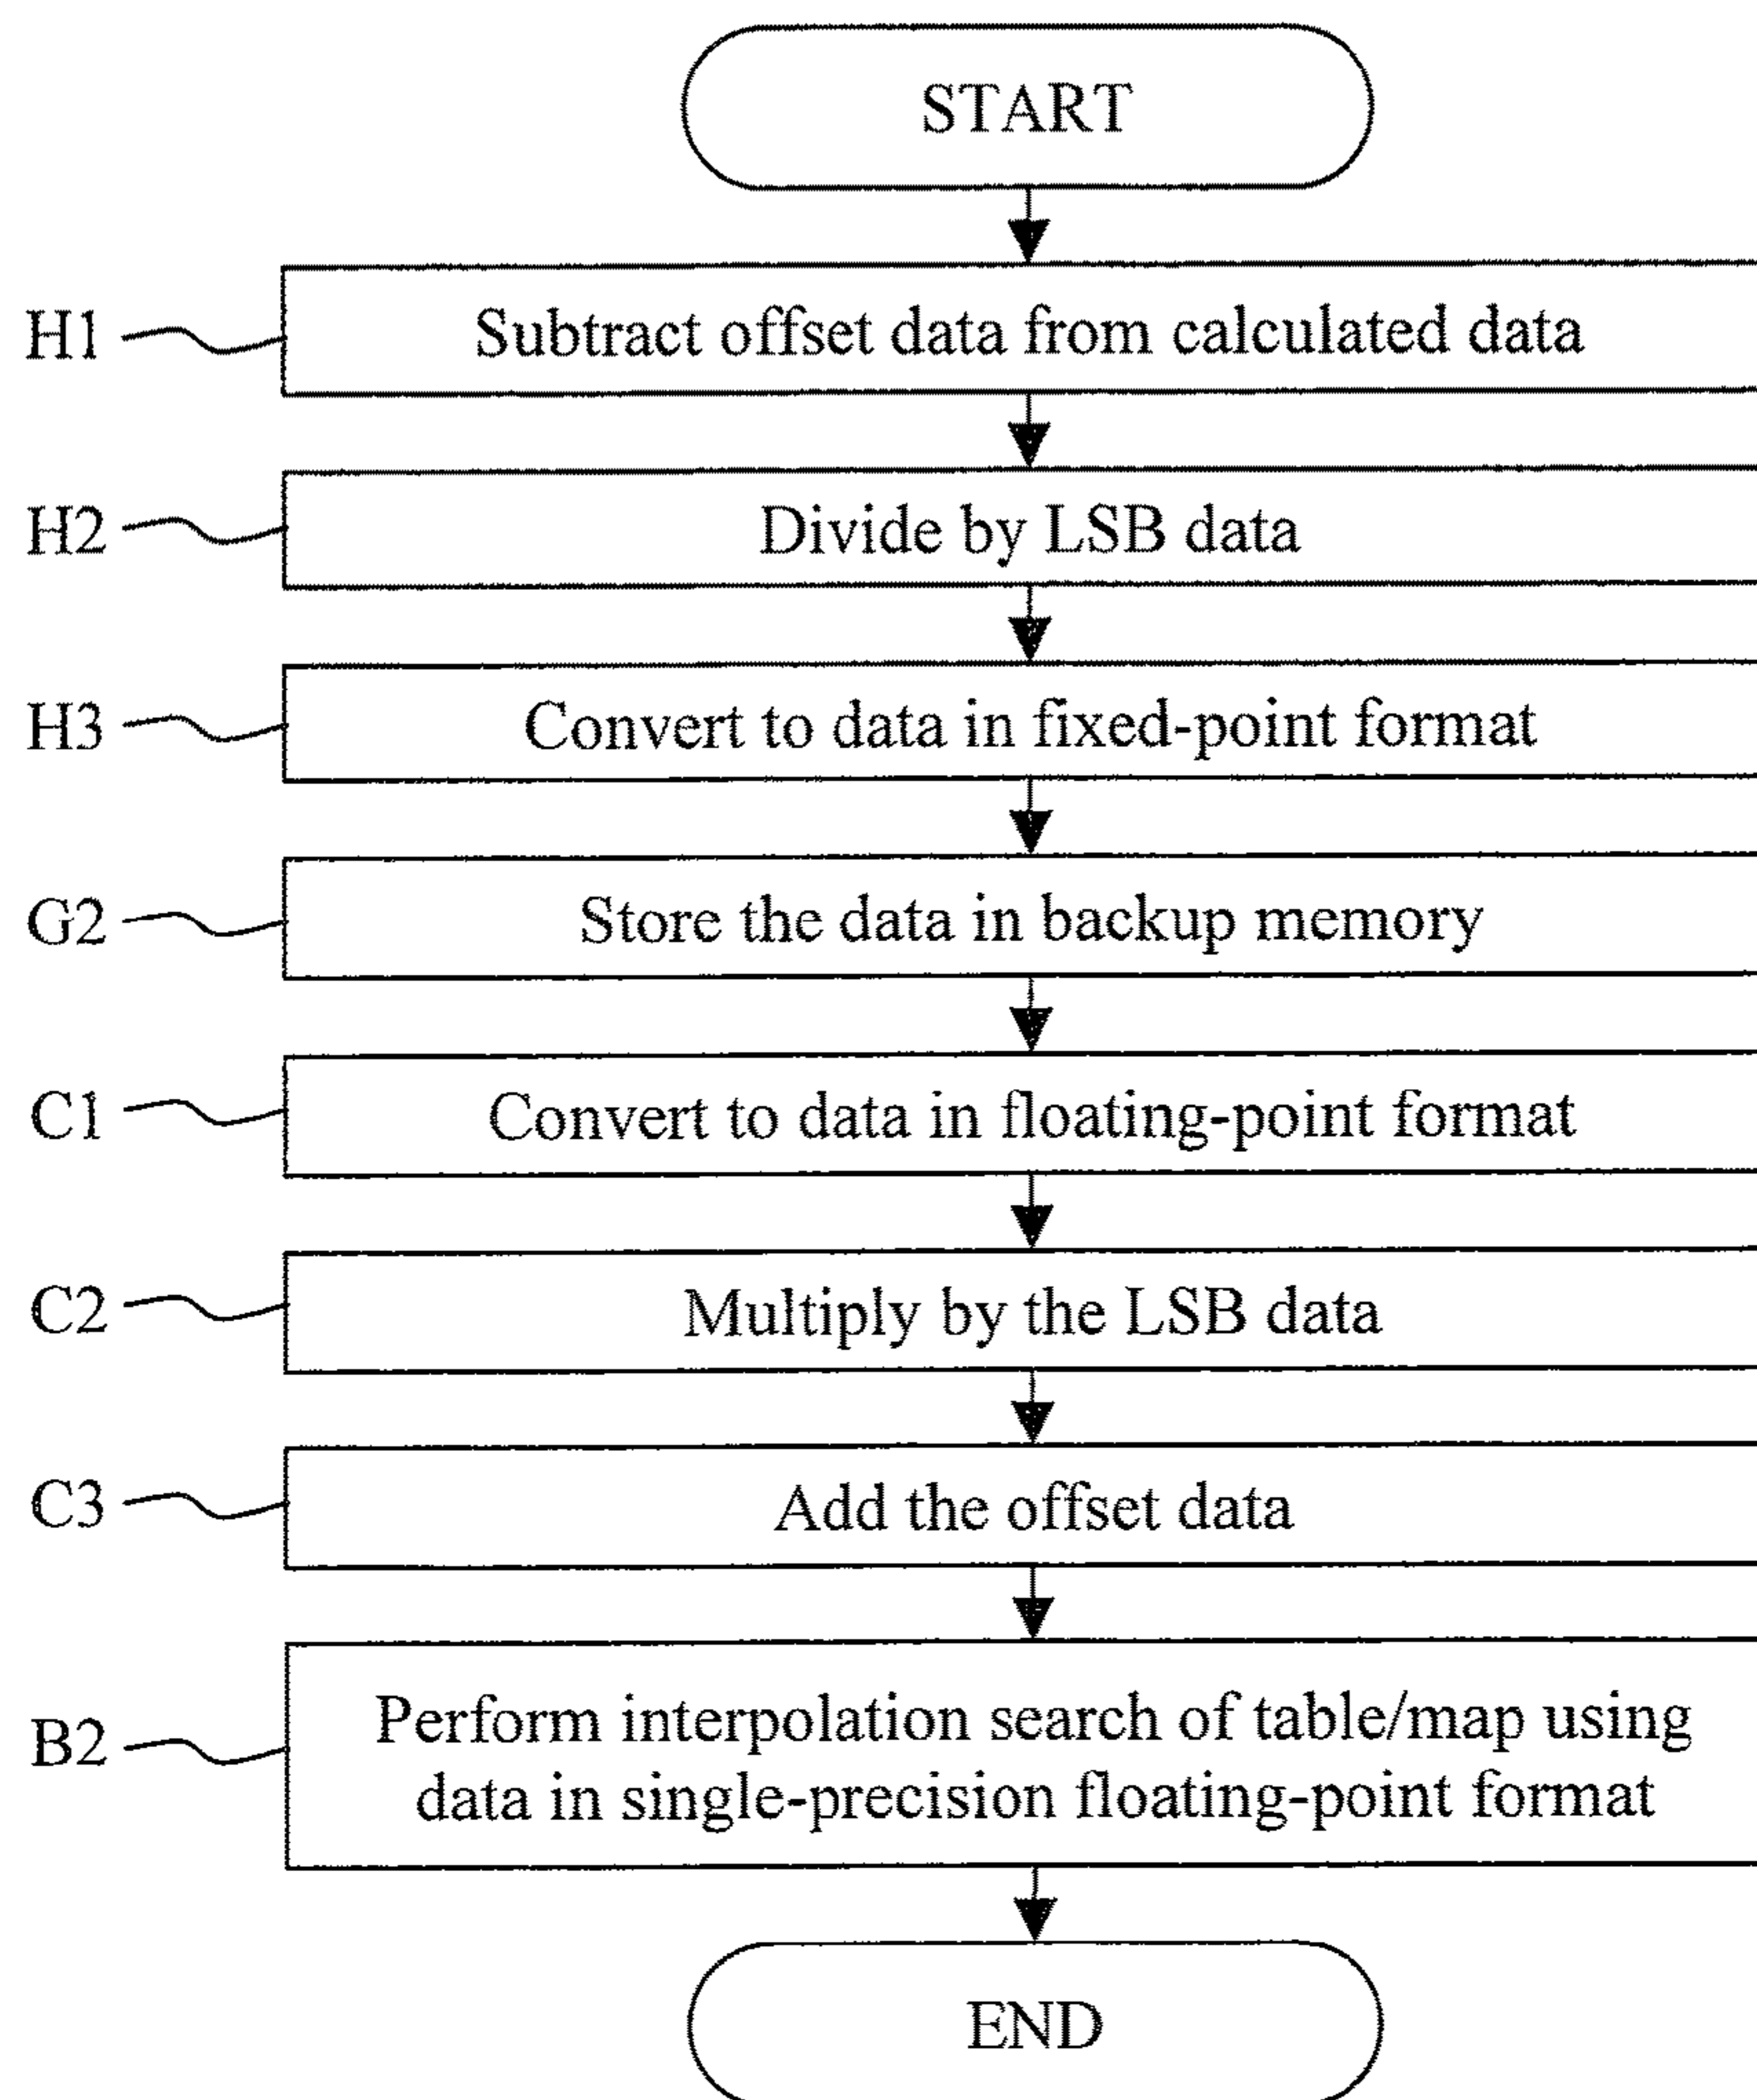 START
H1 Subtract offset data from calculated data
H2 Divide by LSB data
H3 Convert to data in fixed-point format
G2 Store the data in backup memory
C1 Convert to data in floating-point format
C2 Multiply by the LSB data
C3 Add the offset data
B2 Perform interpolation search of table/map using
data in single-precision floating-point format
END